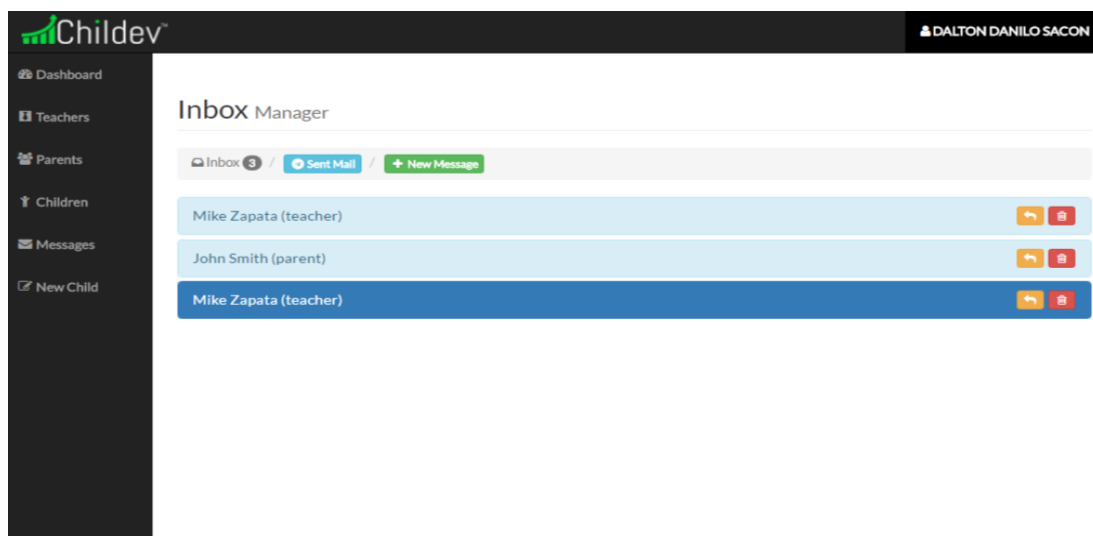 Childev™
DALTON DANILO SACON
Dashboard
Teachers
Parents
Children
Messages
New Child
Inbox Manager
Inbox 3 / Sent Mail / + New Message
Mike Zapata (teacher)
John Smith (parent)
Mike Zapata (teacher)